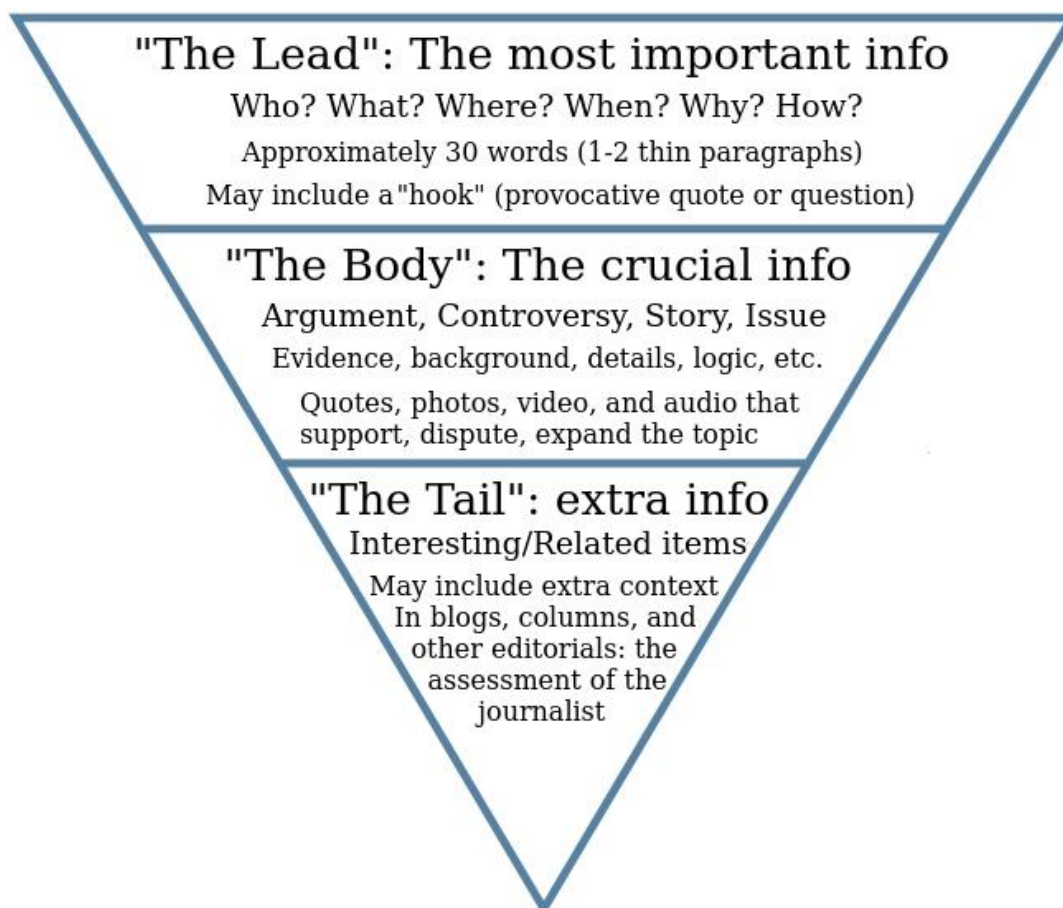 "The Lead": The most important info
Who? What? Where? When? Why? How?
Approximately 30 words (1-2 thin paragraphs)
May include a "hook" (provocative quote or question)
"The Body": The crucial info
Argument, Controversy, Story, Issue
Evidence, background, details, logic, etc.
Quotes, photos, video, and audio that
support, dispute, expand the topic
"The Tail": extra info
Interesting/Related items
May include extra context
In blogs, columns, and
other editorials: the
assessment of the
journalist